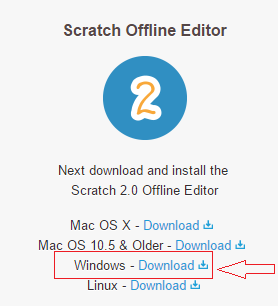 Scratch Offline Editor
2
Next download and install the
Scratch 2.0 Offline Editor
Mac OS X - Download
Mac OS 10.5 & Older - Download
Windows - Download
Linux - Download